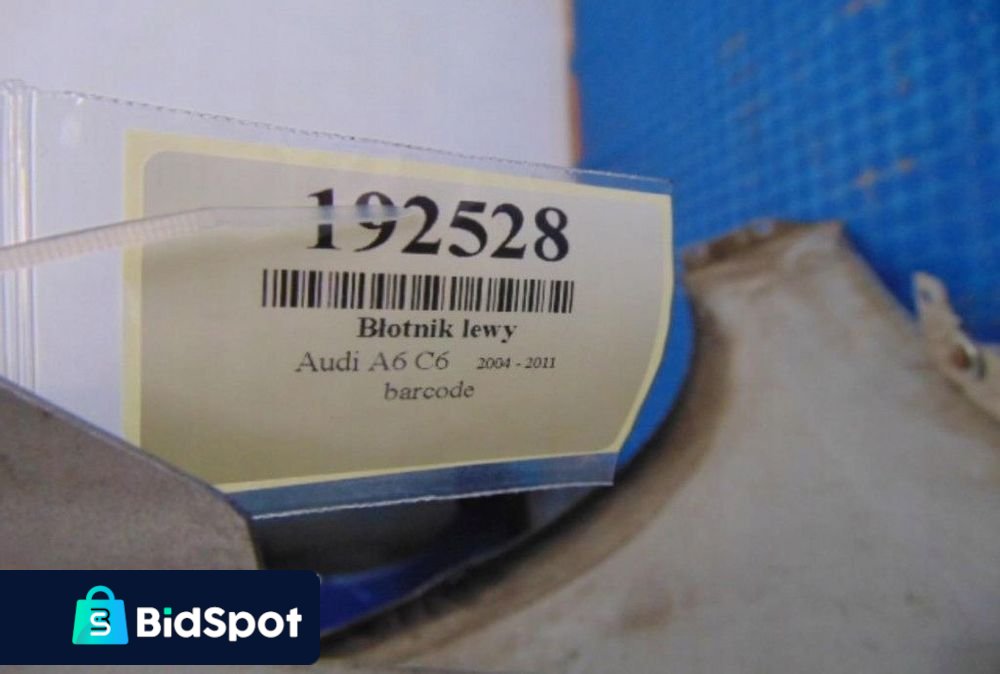 192528
Błotnik lewy
Audi A6 C6 2004 - 2011
barcode
BidSpot